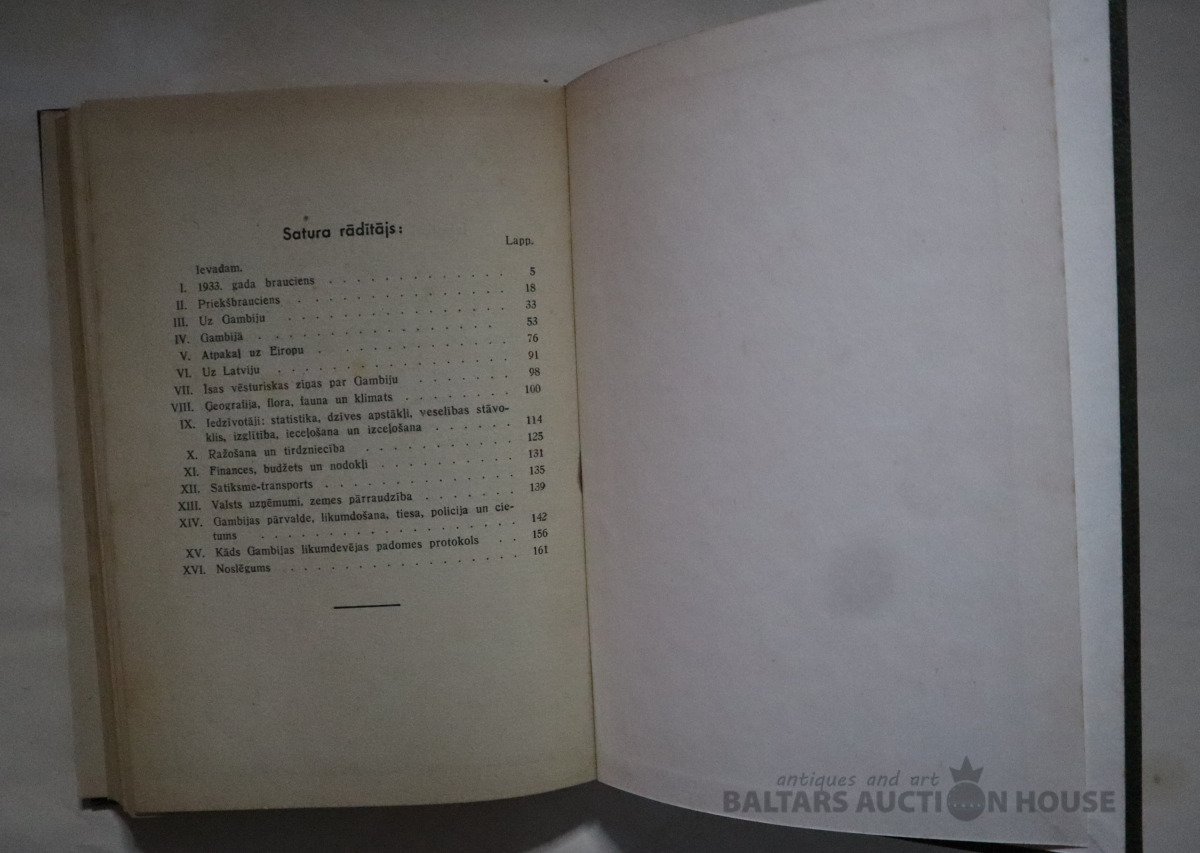 Satura rādītājs:
Lapp.
Ievadam.
I. 1933. gada brauciens . . . . . . . . . . . . . 5
II. Priekšbrauciens . . . . . . . . . . . . . . . 18
III. Uz Gambiju . . . . . . . . . . . . . . . . 33
IV. Gambijā . . . . . . . . . . . . . . . . . . 53
V. Atpakaļ uz Eiropu . . . . . . . . . . . . . . 76
VI. Uz Latviju . . . . . . . . . . . . . . . . . 91
VII. Īsas vēsturiskas ziņas par Gambiju . . . . . . . 98
VIII. Ģeografija, flora, fauna un klimats . . . . . . . . 100
IX. Iedzīvotāji: statistika, dzīves apstākļi, veselības stāvo-
klis, izglītība, ieceļošana un izceļošana . . . . . . 114
X. Ražošana un tirdzniecība . . . . . . . . . . . 125
XI. Finances, budžets un nodokļi . . . . . . . . . . 131
XII. Satiksme-transports . . . . . . . . . . . . . . 135
XIII. Valsts uzņēmumi, zemes pārraudzība . . . . . . . 139
XIV. Gambijas pārvalde, likumdošana, tiesa, policija un cie-
tums . . . . . . . . . . . . . . . . . . 142
XV. Kāds Gambijas likumdevējas padomes protokols . . 156
XVI. Noslēgums . . . . . . . . . . . . . . . . . 161
antiques and art
BALTARS AUCTION HOUSE